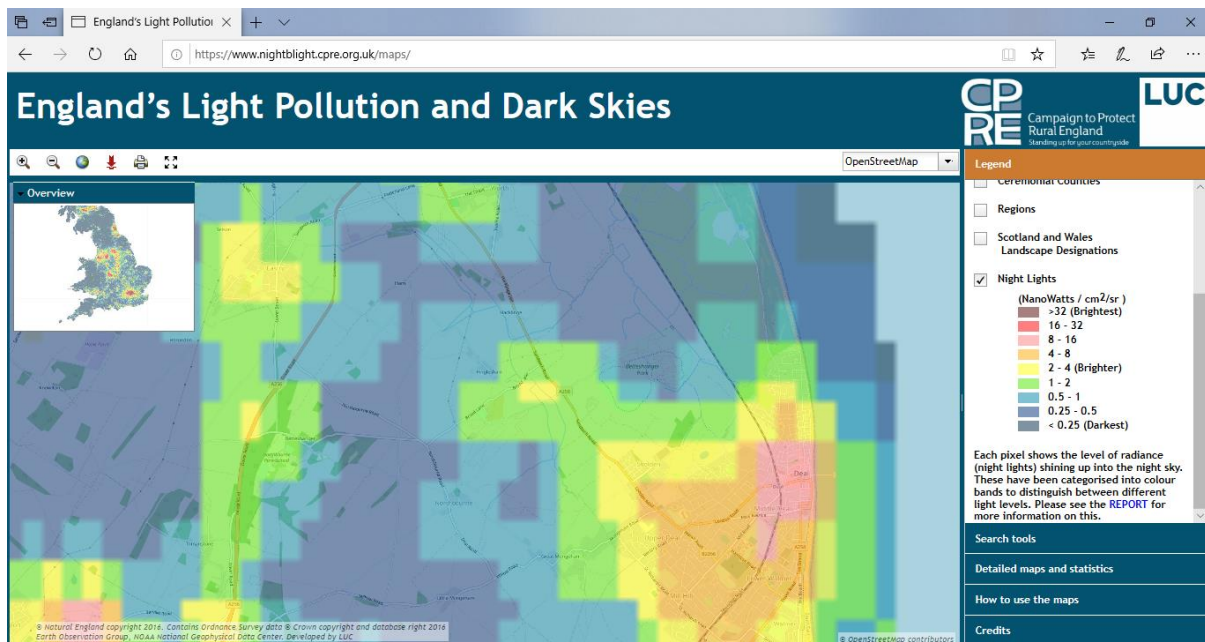 England's Light Pollution
https://www.nightblight.cpre.org.uk/maps/
England's Light Pollution and Dark Skies
CP
RE
Campaign to Protect
Rural England
Standing up for your countryside
LUC
OpenStreetMap
Legend
Overview
Ceremonial Counties
Regions
Scotland and Wales
Landscape Designations
Night Lights
(NanoWatts / cm2/sr )
>32 (Brightest)
16 - 32
8 - 16
4 - 8
2 - 4 (Brighter)
1 - 2
0.5 - 1
0.25 - 0.5
< 0.25 (Darkest)
Each pixel shows the level of radiance
(night lights) shining up into the night sky.
These have been categorised into colour
bands to distinguish between different
light levels. Please see the REPORT for
more information on this.
Search tools
Detailed maps and statistics
How to use the maps
Credits
Deal
© Natural England copyright 2016. Contains Ordnance Survey data © Crown copyright and database right 2016
Earth Observation Group, NOAA National Geophysical Data Center. Developed by LUC
© OpenStreetMap contributors